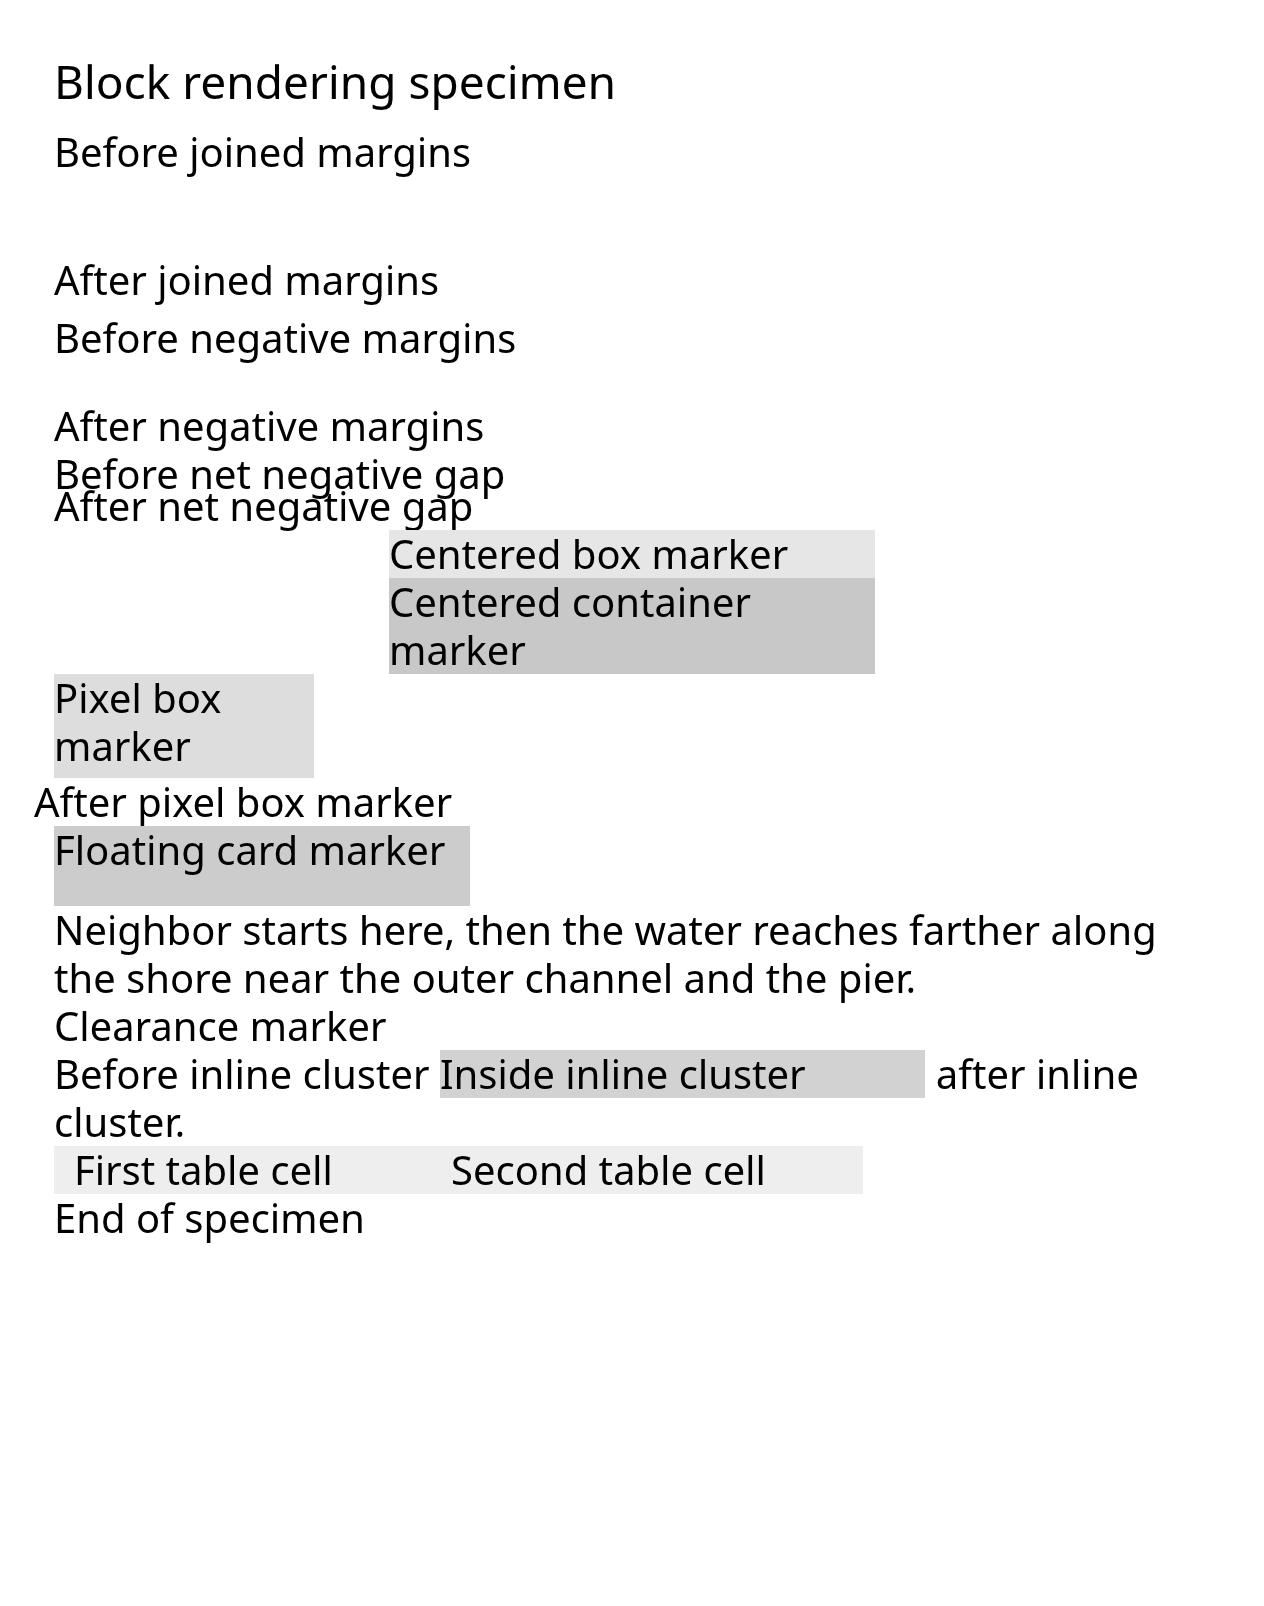 Block rendering specimen
Before joined margins
After joined margins
Before negative margins
After negative margins
Before net negative gap
After net negative gap
Centered box marker
Centered container
marker
Pixel box
marker
After pixel box marker
Floating card marker
Neighbor starts here, then the water reaches farther along
the shore near the outer channel and the pier.
Clearance marker
Before inline cluster Inside inline cluster after inline
cluster.
First table cell Second table cell
End of specimen